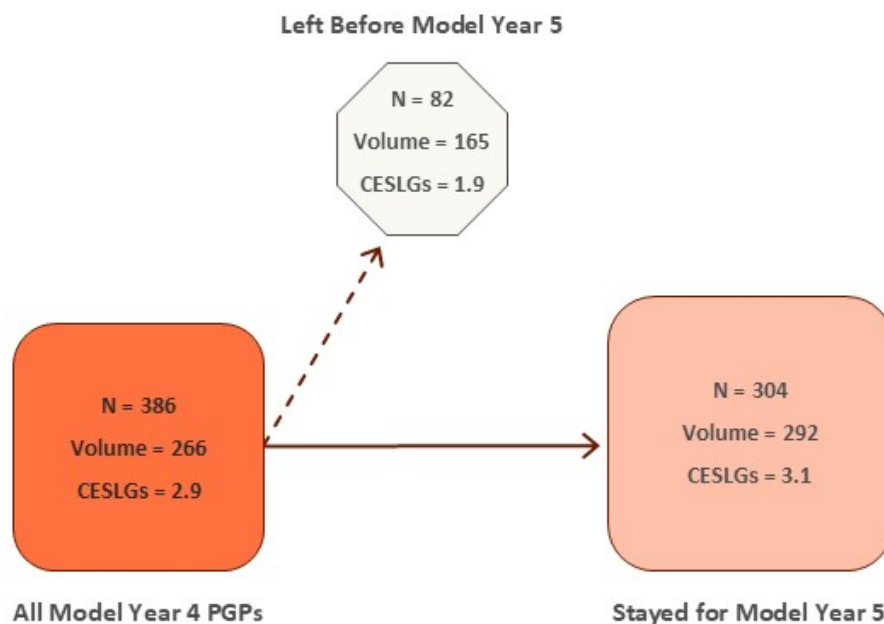 Left Before Model Year 5
N = 82
Volume = 165
CESLGs = 1.9
N = 386
Volume = 266
CESLGs = 2.9
All Model Year 4 PGPs
N = 304
Volume = 292
CESLGs = 3.1
Stayed for Model Year 5